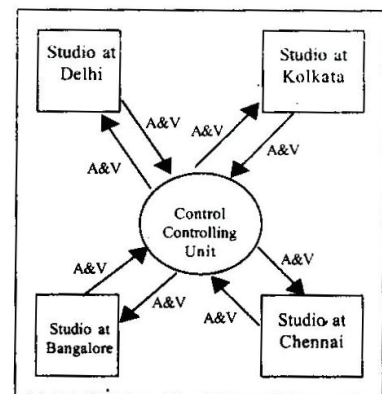 Studio at
Delhi
Studio at
Kolkata
A&V
A&V
A&V
A&V
Control
Controlling
Unit
A&V
A&V
A&V
A&V
Studio at
Bangalore
Studio at
Chennai